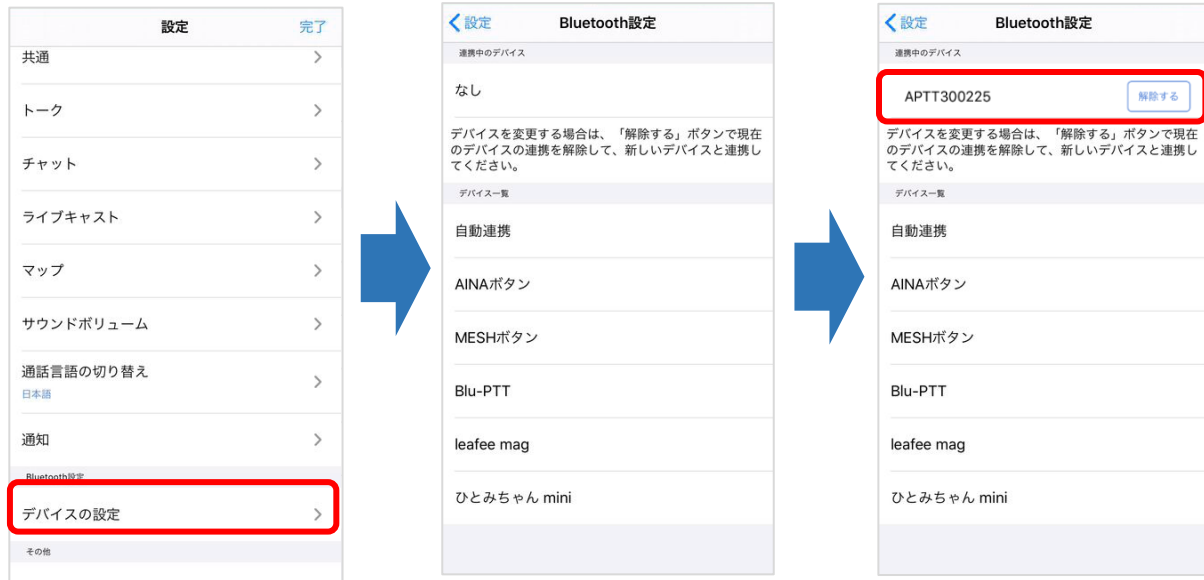 設定 完了
共通
トーク
チャット
ライブキャスト
マップ
サウンドボリューム
通話言語の切り替え
日本語
通知
Bluetooth設定
デバイスの設定
その他
設定 Bluetooth設定
連携中のデバイス
なし
デバイスを変更する場合は、「解除する」ボタンで現在
のデバイスの連携を解除して、新しいデバイスと連携し
てください。
デバイス一覧
自動連携
AINAボタン
MESHボタン
Blu-PTT
leafee mag
ひとみちゃん mini
設定 Bluetooth設定
連携中のデバイス
APTT300225 解除する
デバイスを変更する場合は、「解除する」ボタンで現在
のデバイスの連携を解除して、新しいデバイスと連携し
てください。
デバイス一覧
自動連携
AINAボタン
MESHボタン
Blu-PTT
leafee mag
ひとみちゃん mini